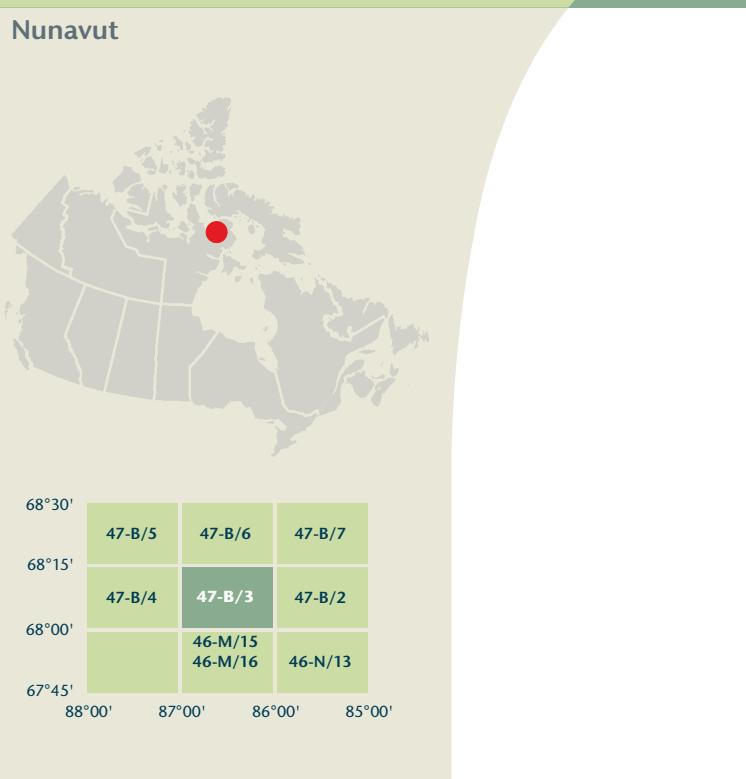 Nunavut
68°30'
47-B/5 47-B/6 47-B/7
68°15'
47-B/4 47-B/3 47-B/2
68°00'
46-M/15
46-M/16 46-N/13
67°45'
88°00' 87°00' 86°00' 85°00'